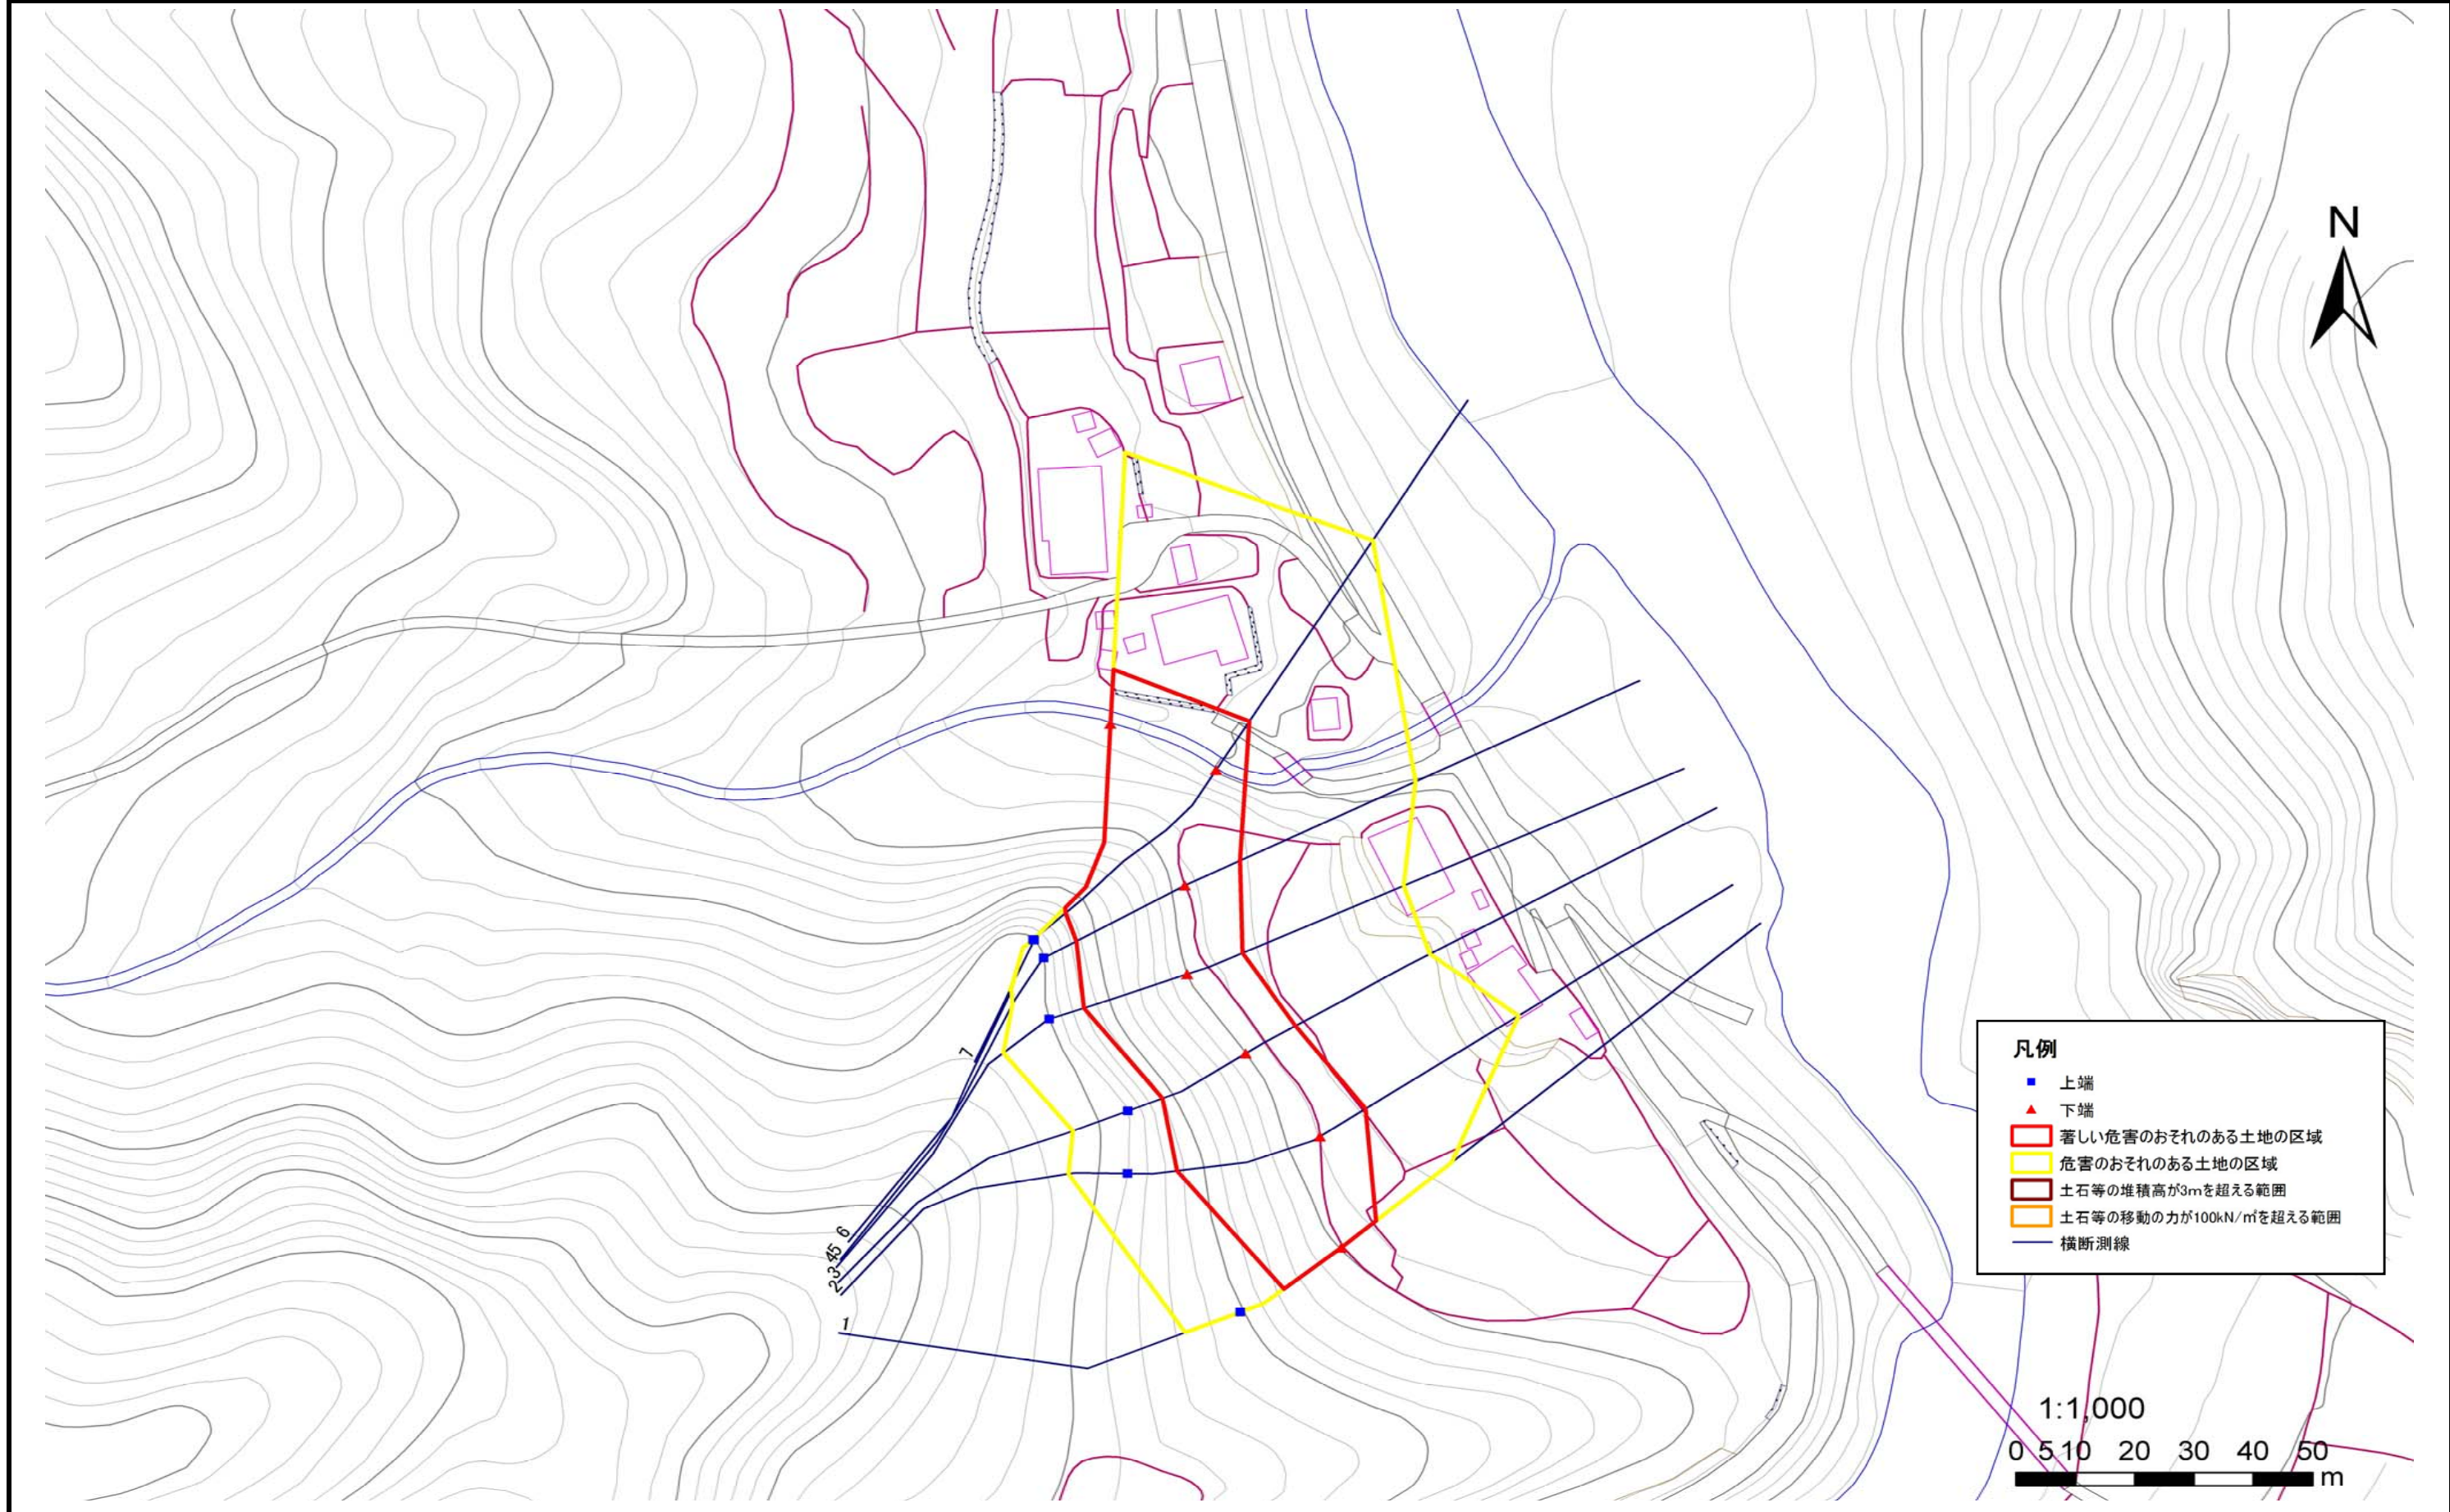 N
7
6
45
3
2
1
凡例
上端
下端
著しい危害のおそれのある土地の区域
危害のおそれのある土地の区域
土石等の堆積高が3mを超える範囲
土石等の移動の力が100kN/㎡を超える範囲
横断測線
1:1,000
0 5 10 20 30 40 50
m